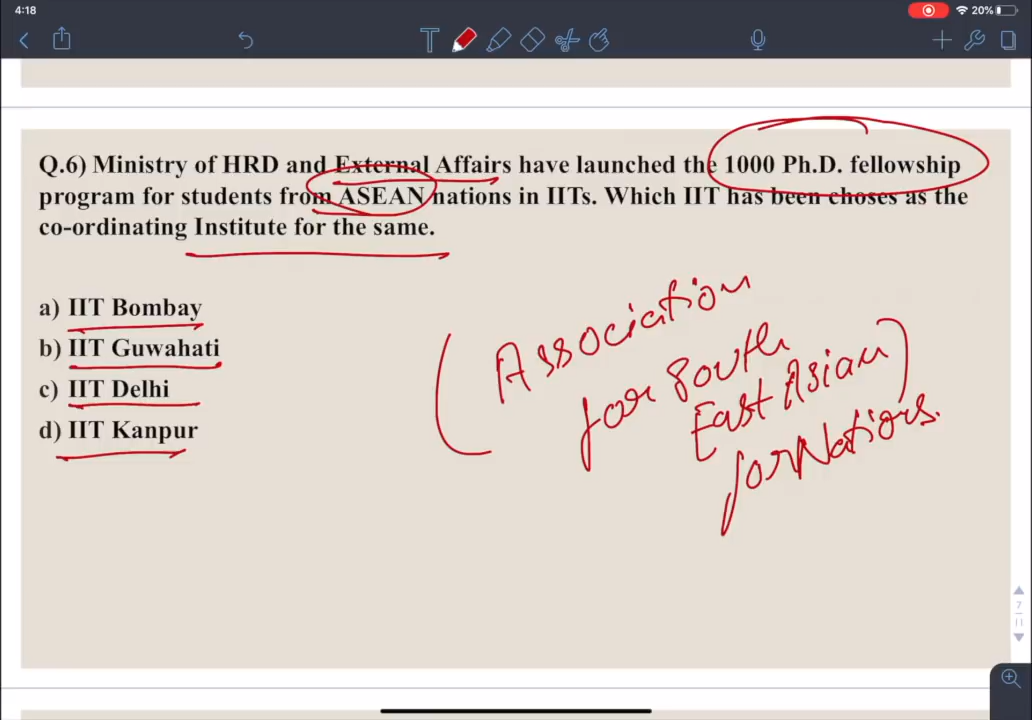 4:18
20%
Q.6) Ministry of HRD and External Affairs have launched the 1000 Ph.D. fellowship
program for students from ASEAN nations in IITs. Which IIT has been choses as the
co-ordinating Institute for the same.
a) IIT Bombay
b) IIT Guwahati
c) IIT Delhi
d) IIT Kanpur
(Association
for South
East Asian)
for Nations.
7
11